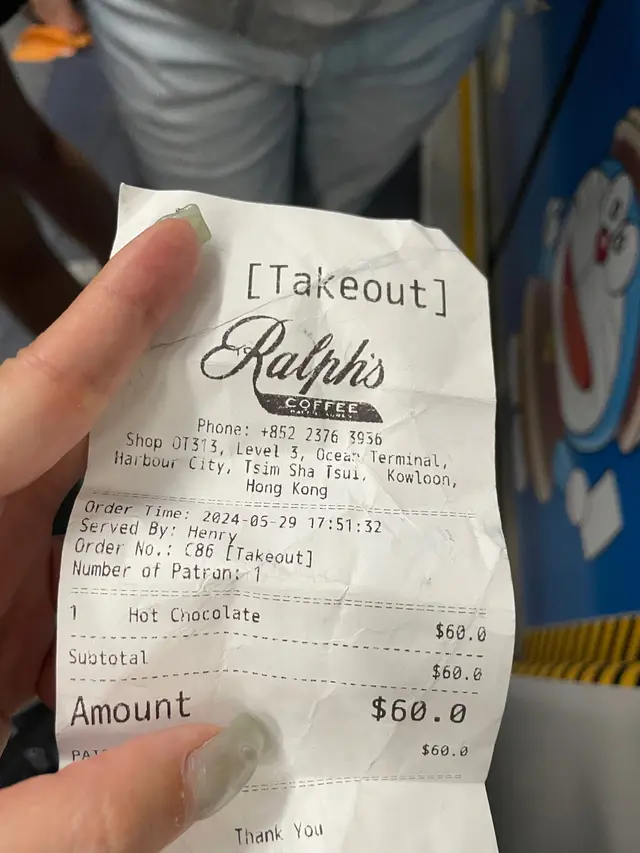 [Takeout]
Ralph's
COFFEE
Phone: +852 2376 3936
Shop OT313, Level 3, Ocean Terminal,
Harbour City, Tsim Sha Tsui, Kowloon,
Hong Kong
Order Time: 2024-05-29 17:51:32
Served By: Henry
Order No.: C86 [Takeout]
Number of Patron: 1
1 Hot Chocolate $60.0
Subtotal $60.0
Amount $60.0
$60.0
Thank You